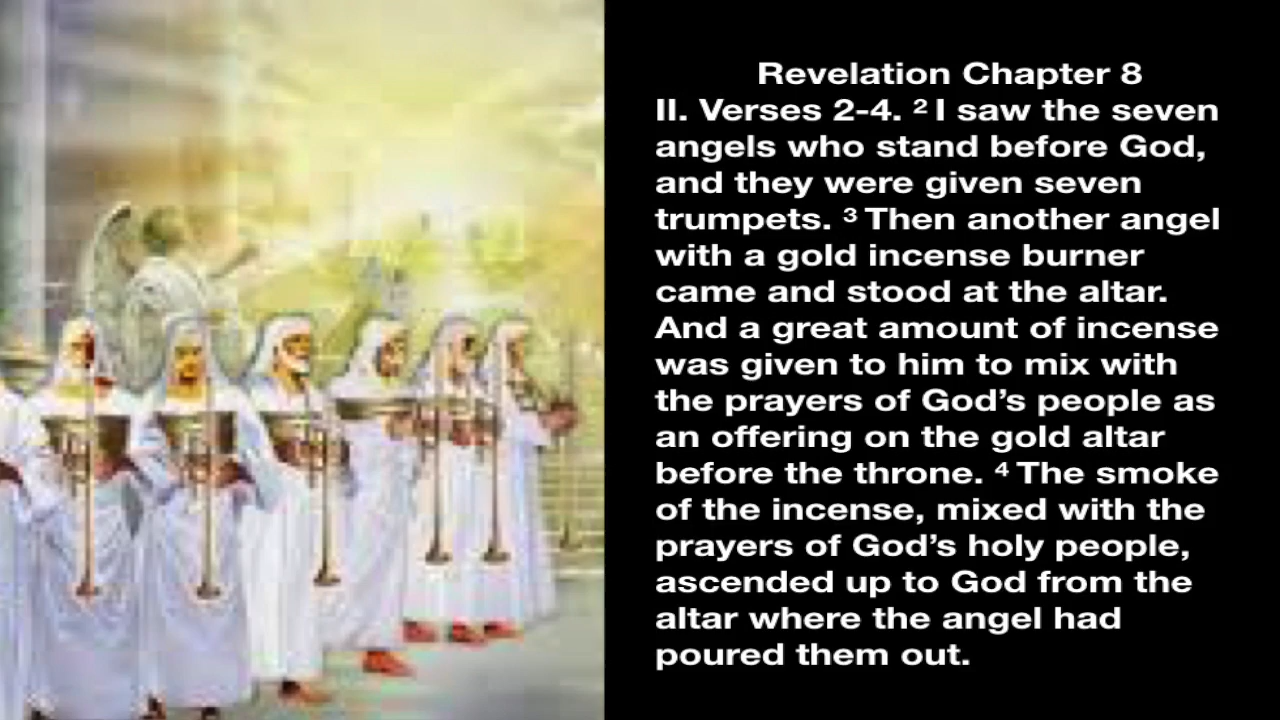 Revelation Chapter 8
II. Verses 2-4. ² I saw the seven
angels who stand before God,
and they were given seven
trumpets. ³ Then another angel
with a gold incense burner
came and stood at the altar.
And a great amount of incense
was given to him to mix with
the prayers of God’s people as
an offering on the gold altar
before the throne. ⁴ The smoke
of the incense, mixed with the
prayers of God’s holy people,
ascended up to God from the
altar where the angel had
poured them out.